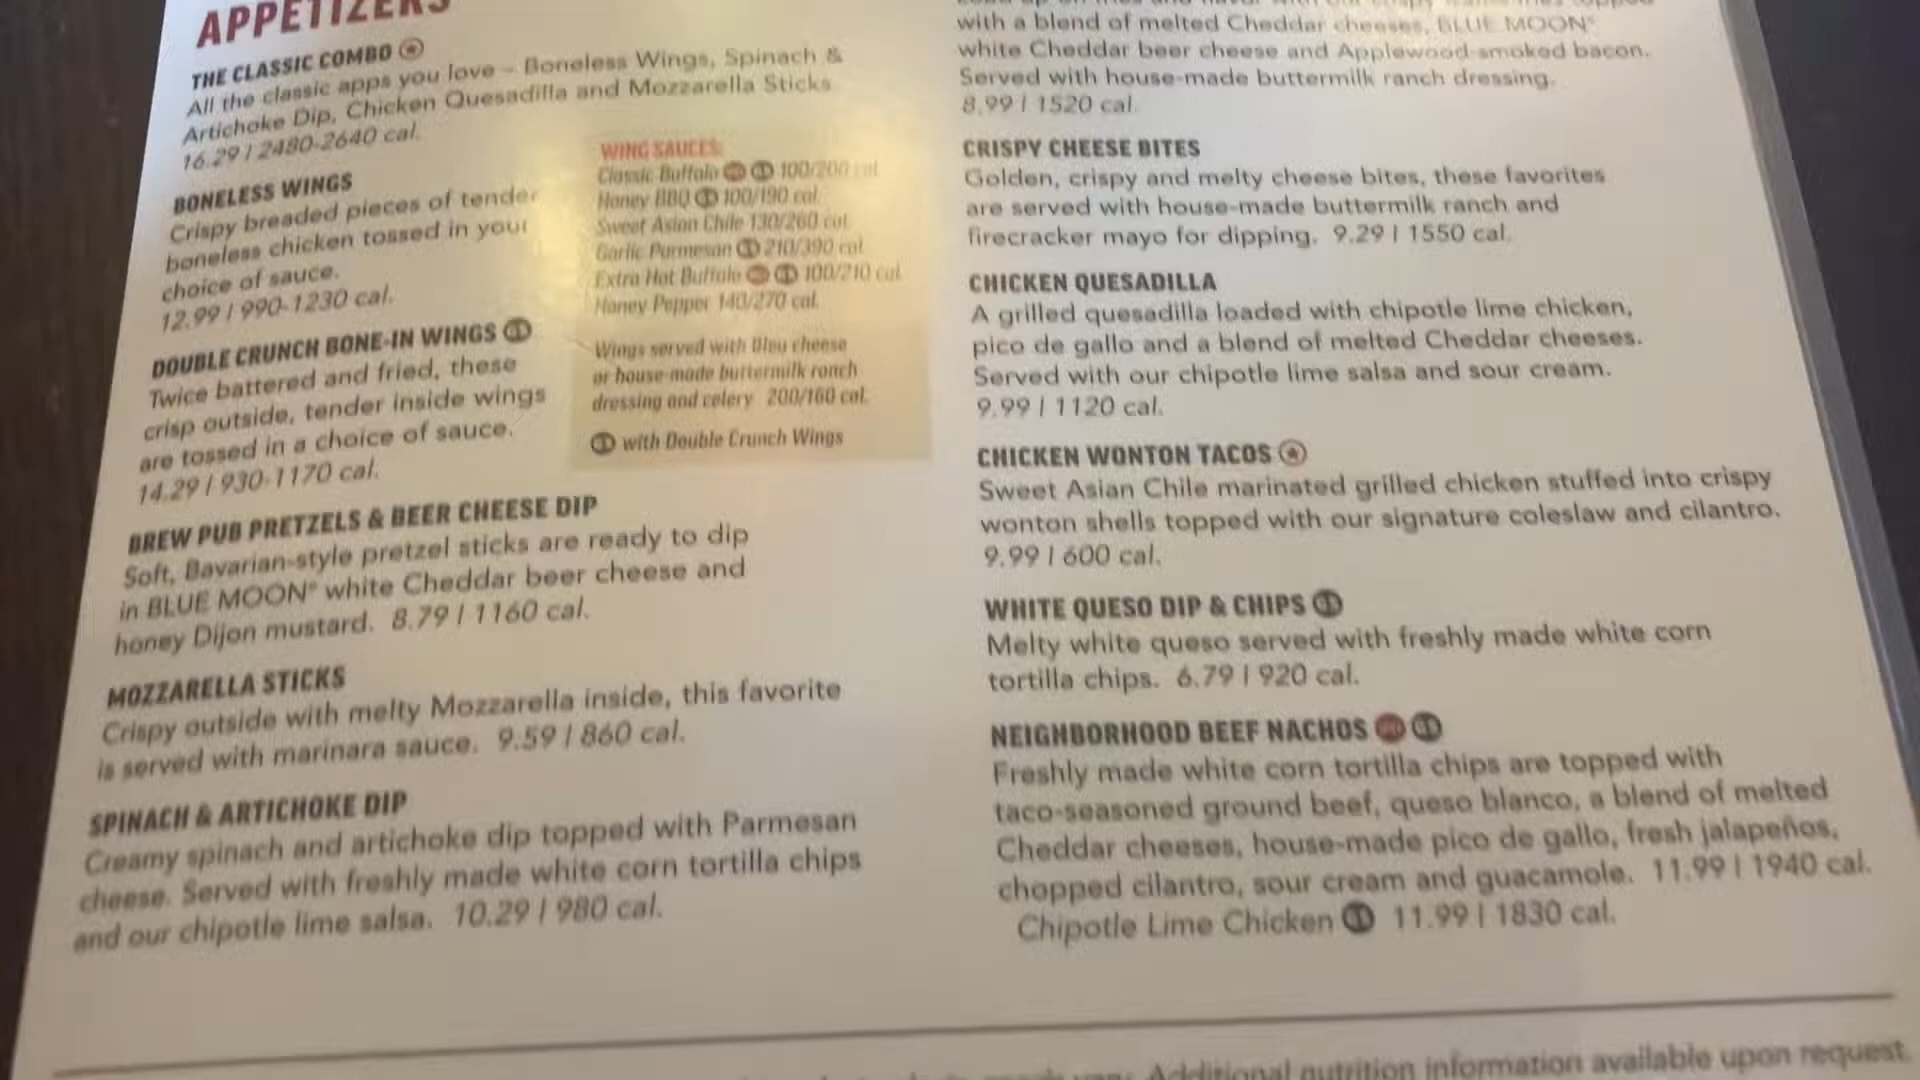 APPETIZERS
THE CLASSIC COMBO
All the classic apps you love – Boneless Wings, Spinach &
Artichoke Dip, Chicken Quesadilla and Mozzarella Sticks
16.29 | 2480-2640 cal.
BONELESS WINGS
Crispy breaded pieces of tender
boneless chicken tossed in your
choice of sauce.
12.99 | 990-1230 cal.
DOUBLE CRUNCH BONE-IN WINGS
Twice battered and fried, these
crisp outside, tender inside wings
are tossed in a choice of sauce.
14.29 | 930-1170 cal.
WING SAUCES:
Classic Buffalo 100/200 cal.
Honey BBQ 100/190 cal.
Sweet Asian Chile 130/260 cal.
Garlic Parmesan 210/390 cal.
Extra Hot Buffalo 100/210 cal.
Honey Pepper 140/270 cal.
Wings served with Bleu cheese
or house-made buttermilk ranch
dressing and celery 200/160 cal.
with Double Crunch Wings
BREW PUB PRETZELS & BEER CHEESE DIP
Soft, Bavarian-style pretzel sticks are ready to dip
in BLUE MOON® white Cheddar beer cheese and
honey Dijon mustard. 8.79 | 1160 cal.
MOZZARELLA STICKS
Crispy outside with melty Mozzarella inside, this favorite
is served with marinara sauce. 9.59 | 860 cal.
SPINACH & ARTICHOKE DIP
Creamy spinach and artichoke dip topped with Parmesan
cheese. Served with freshly made white corn tortilla chips
and our chipotle lime salsa. 10.29 | 980 cal.
with a blend of melted Cheddar cheeses, BLUE MOON®
white Cheddar beer cheese and Applewood-smoked bacon.
Served with house-made buttermilk ranch dressing.
8.99 | 1520 cal.
CRISPY CHEESE BITES
Golden, crispy and melty cheese bites, these favorites
are served with house-made buttermilk ranch and
firecracker mayo for dipping. 9.29 | 1550 cal.
CHICKEN QUESADILLA
A grilled quesadilla loaded with chipotle lime chicken,
pico de gallo and a blend of melted Cheddar cheeses.
Served with our chipotle lime salsa and sour cream.
9.99 | 1120 cal.
CHICKEN WONTON TACOS
Sweet Asian Chile marinated grilled chicken stuffed into crispy
wonton shells topped with our signature coleslaw and cilantro.
9.99 | 600 cal.
WHITE QUESO DIP & CHIPS
Melty white queso served with freshly made white corn
tortilla chips. 6.79 | 920 cal.
NEIGHBORHOOD BEEF NACHOS
Freshly made white corn tortilla chips are topped with
taco-seasoned ground beef, queso blanco, a blend of melted
Cheddar cheeses, house-made pico de gallo, fresh jalapeños,
chopped cilantro, sour cream and guacamole. 11.99 | 1940 cal.
Chipotle Lime Chicken 11.99 | 1830 cal.
Additional nutrition information available upon request.